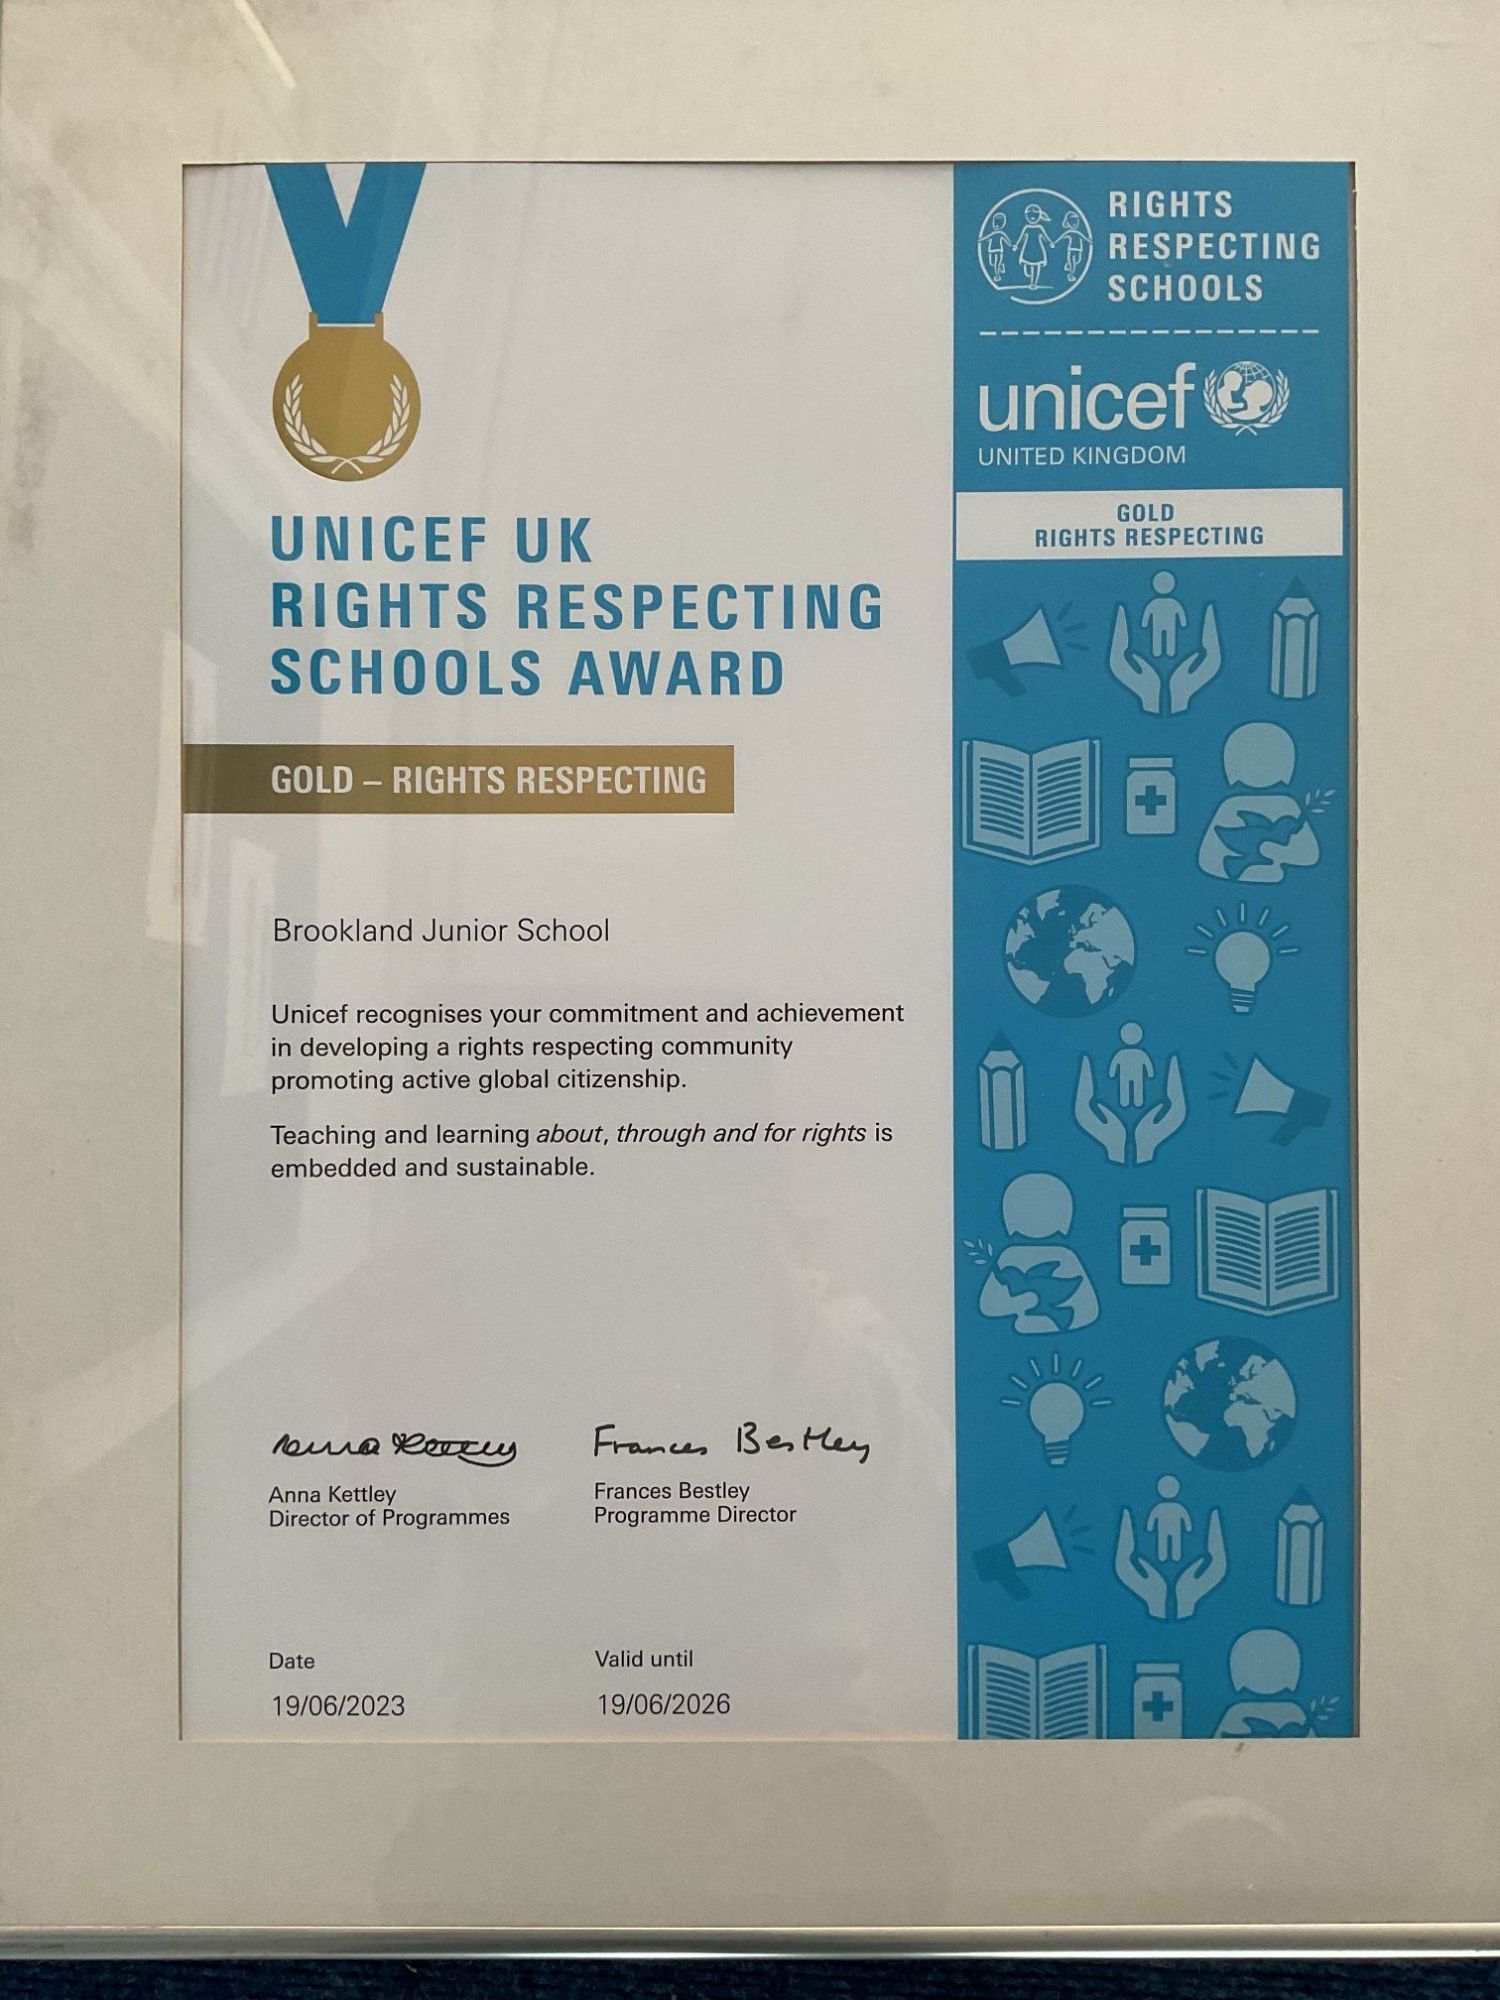 RIGHTS
RESPECTING
SCHOOLS
unicef
UNITED KINGDOM
GOLD
RIGHTS RESPECTING
UNICEF UK
RIGHTS RESPECTING
SCHOOLS AWARD
GOLD – RIGHTS RESPECTING
Brookland Junior School
Unicef recognises your commitment and achievement
in developing a rights respecting community
promoting active global citizenship.
Teaching and learning about, through and for rights is
embedded and sustainable.
Anna Kettley
Frances Bestley
Anna Kettley
Director of Programmes
Frances Bestley
Programme Director
Date
19/06/2023
Valid until
19/06/2026